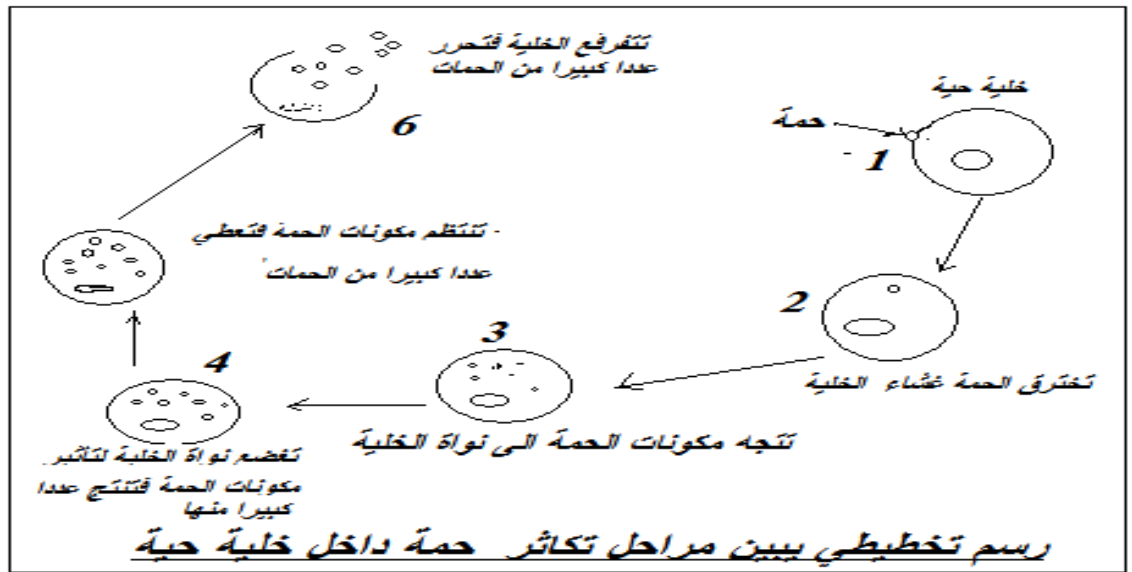 خلية حية
حمة
1
2
تخترق الحمة غشاء الخلية
3
تتجه مكونات الحمة الى نواة الخلية
4
تخضع نواة الخلية لتأثير
مكونات الحمة فتنتج عددا
كبيرا منها
- تنتظم مكونات الحمة فتعطي
عددا كبيرا من الحمات
6
تتفرقع الخلية فتحرر
عددا كبيرا من الحمات
رسم تخطيطي يبين مراحل تكاثر حمة داخل خلية حية